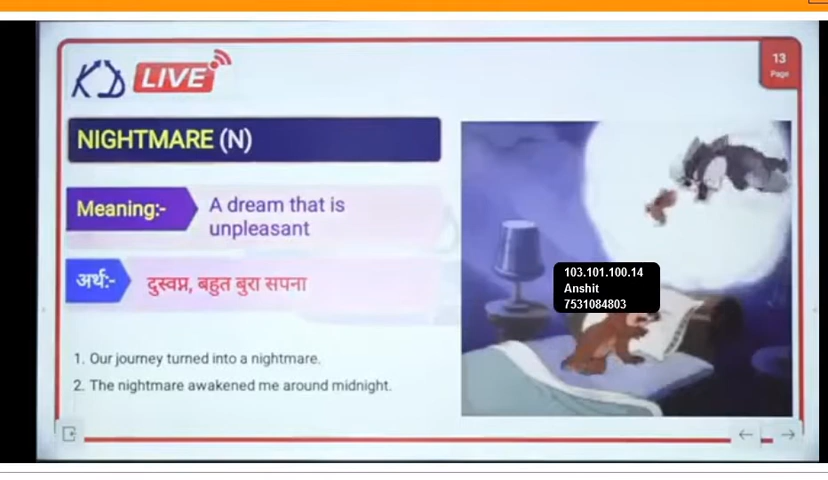 KD LIVE
13
Page
NIGHTMARE (N)
Meaning:- A dream that is
unpleasant
अर्थ:- दुस्वप्न, बहुत बुरा सपना
103.101.100.14
Anshit
7531084803
1. Our journey turned into a nightmare.
2. The nightmare awakened me around midnight.